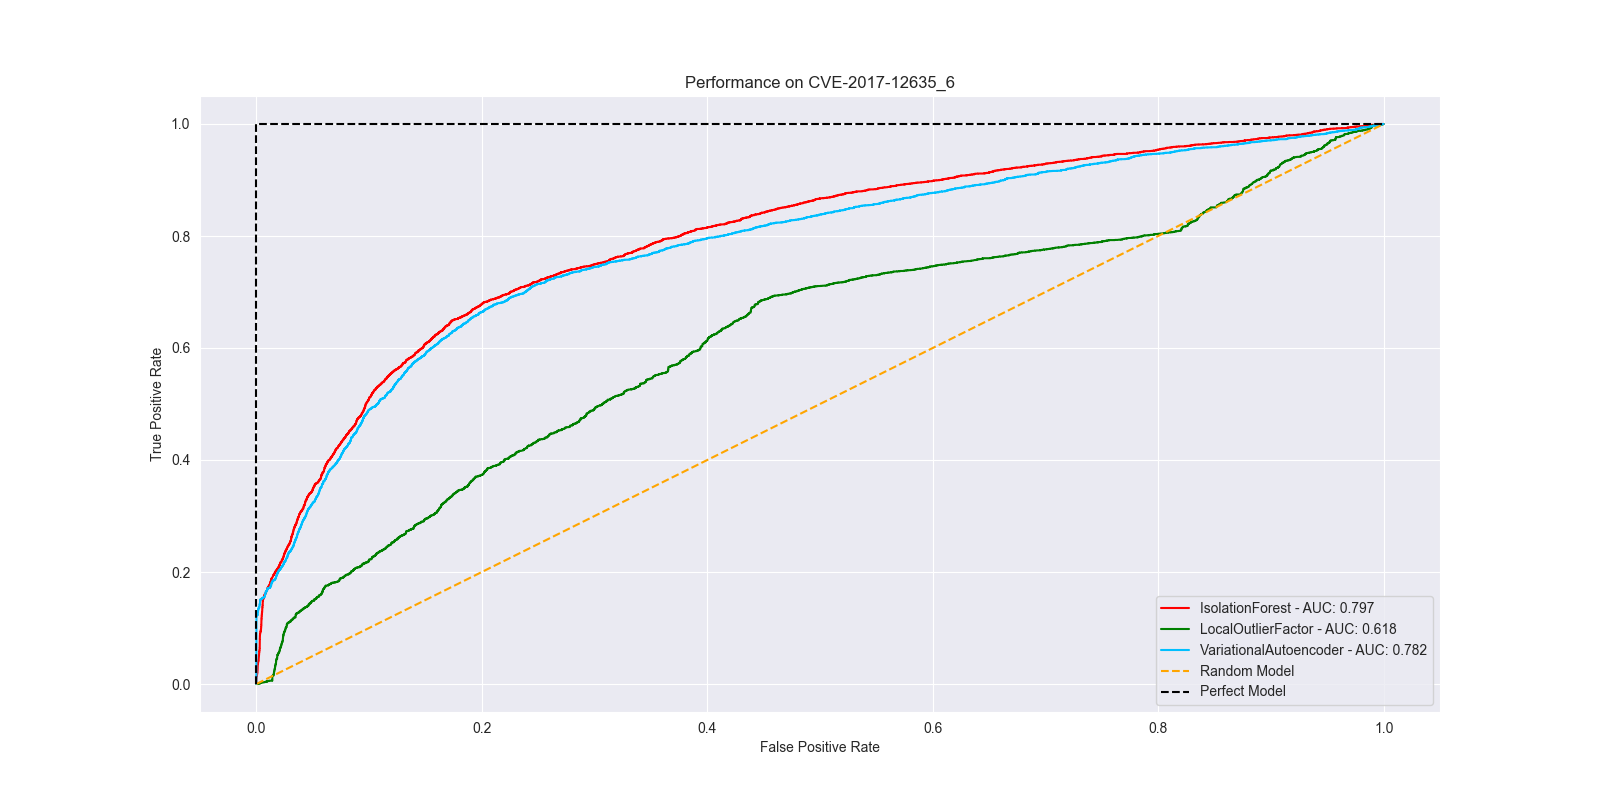 Performance on CVE-2017-12635_6
True Positive Rate
1.0
0.8
0.6
0.4
0.2
0.0
0.0 0.2 0.4 0.6 0.8 1.0
False Positive Rate
IsolationForest - AUC: 0.797
LocalOutlierFactor - AUC: 0.618
VariationalAutoencoder - AUC: 0.782
Random Model
Perfect Model